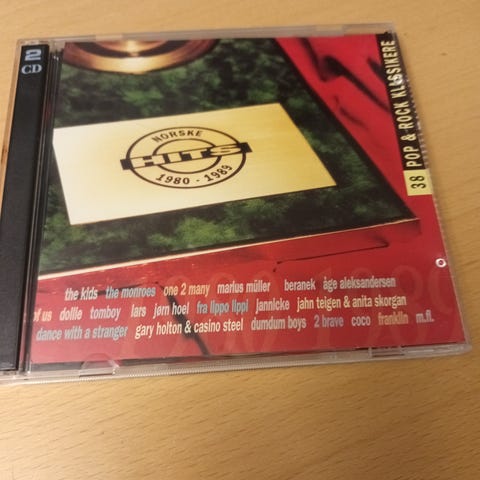 2
CD
38 POP & ROCK KLASSIKERE
NORSKE
HITS
1980 - 1989
the kids the monroes one 2 many marius müller beranek åge aleksandersen
of us dollie tomboy lars jørn hoel fra lippo lippi jannicke jahn teigen & anita skorgan
dance with a stranger gary holton & casino steel dumdum boys 2 brave coco franklin m.fl.